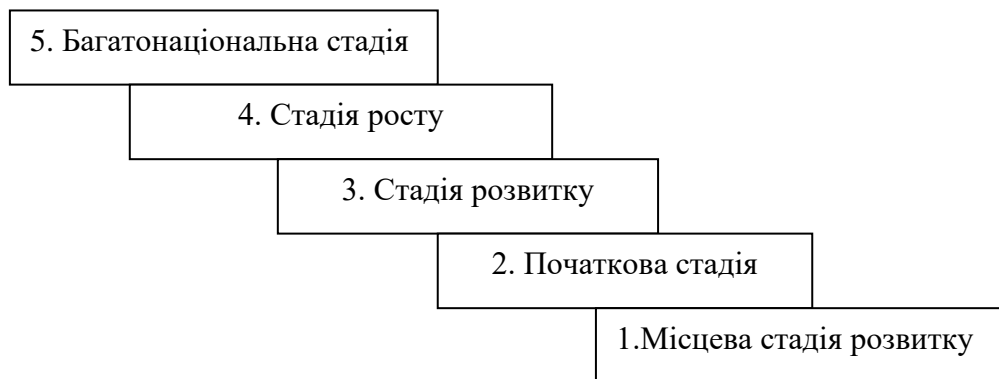 5. Багатонаціональна стадія
4. Стадія росту
3. Стадія розвитку
2. Початкова стадія
1.Місцева стадія розвитку